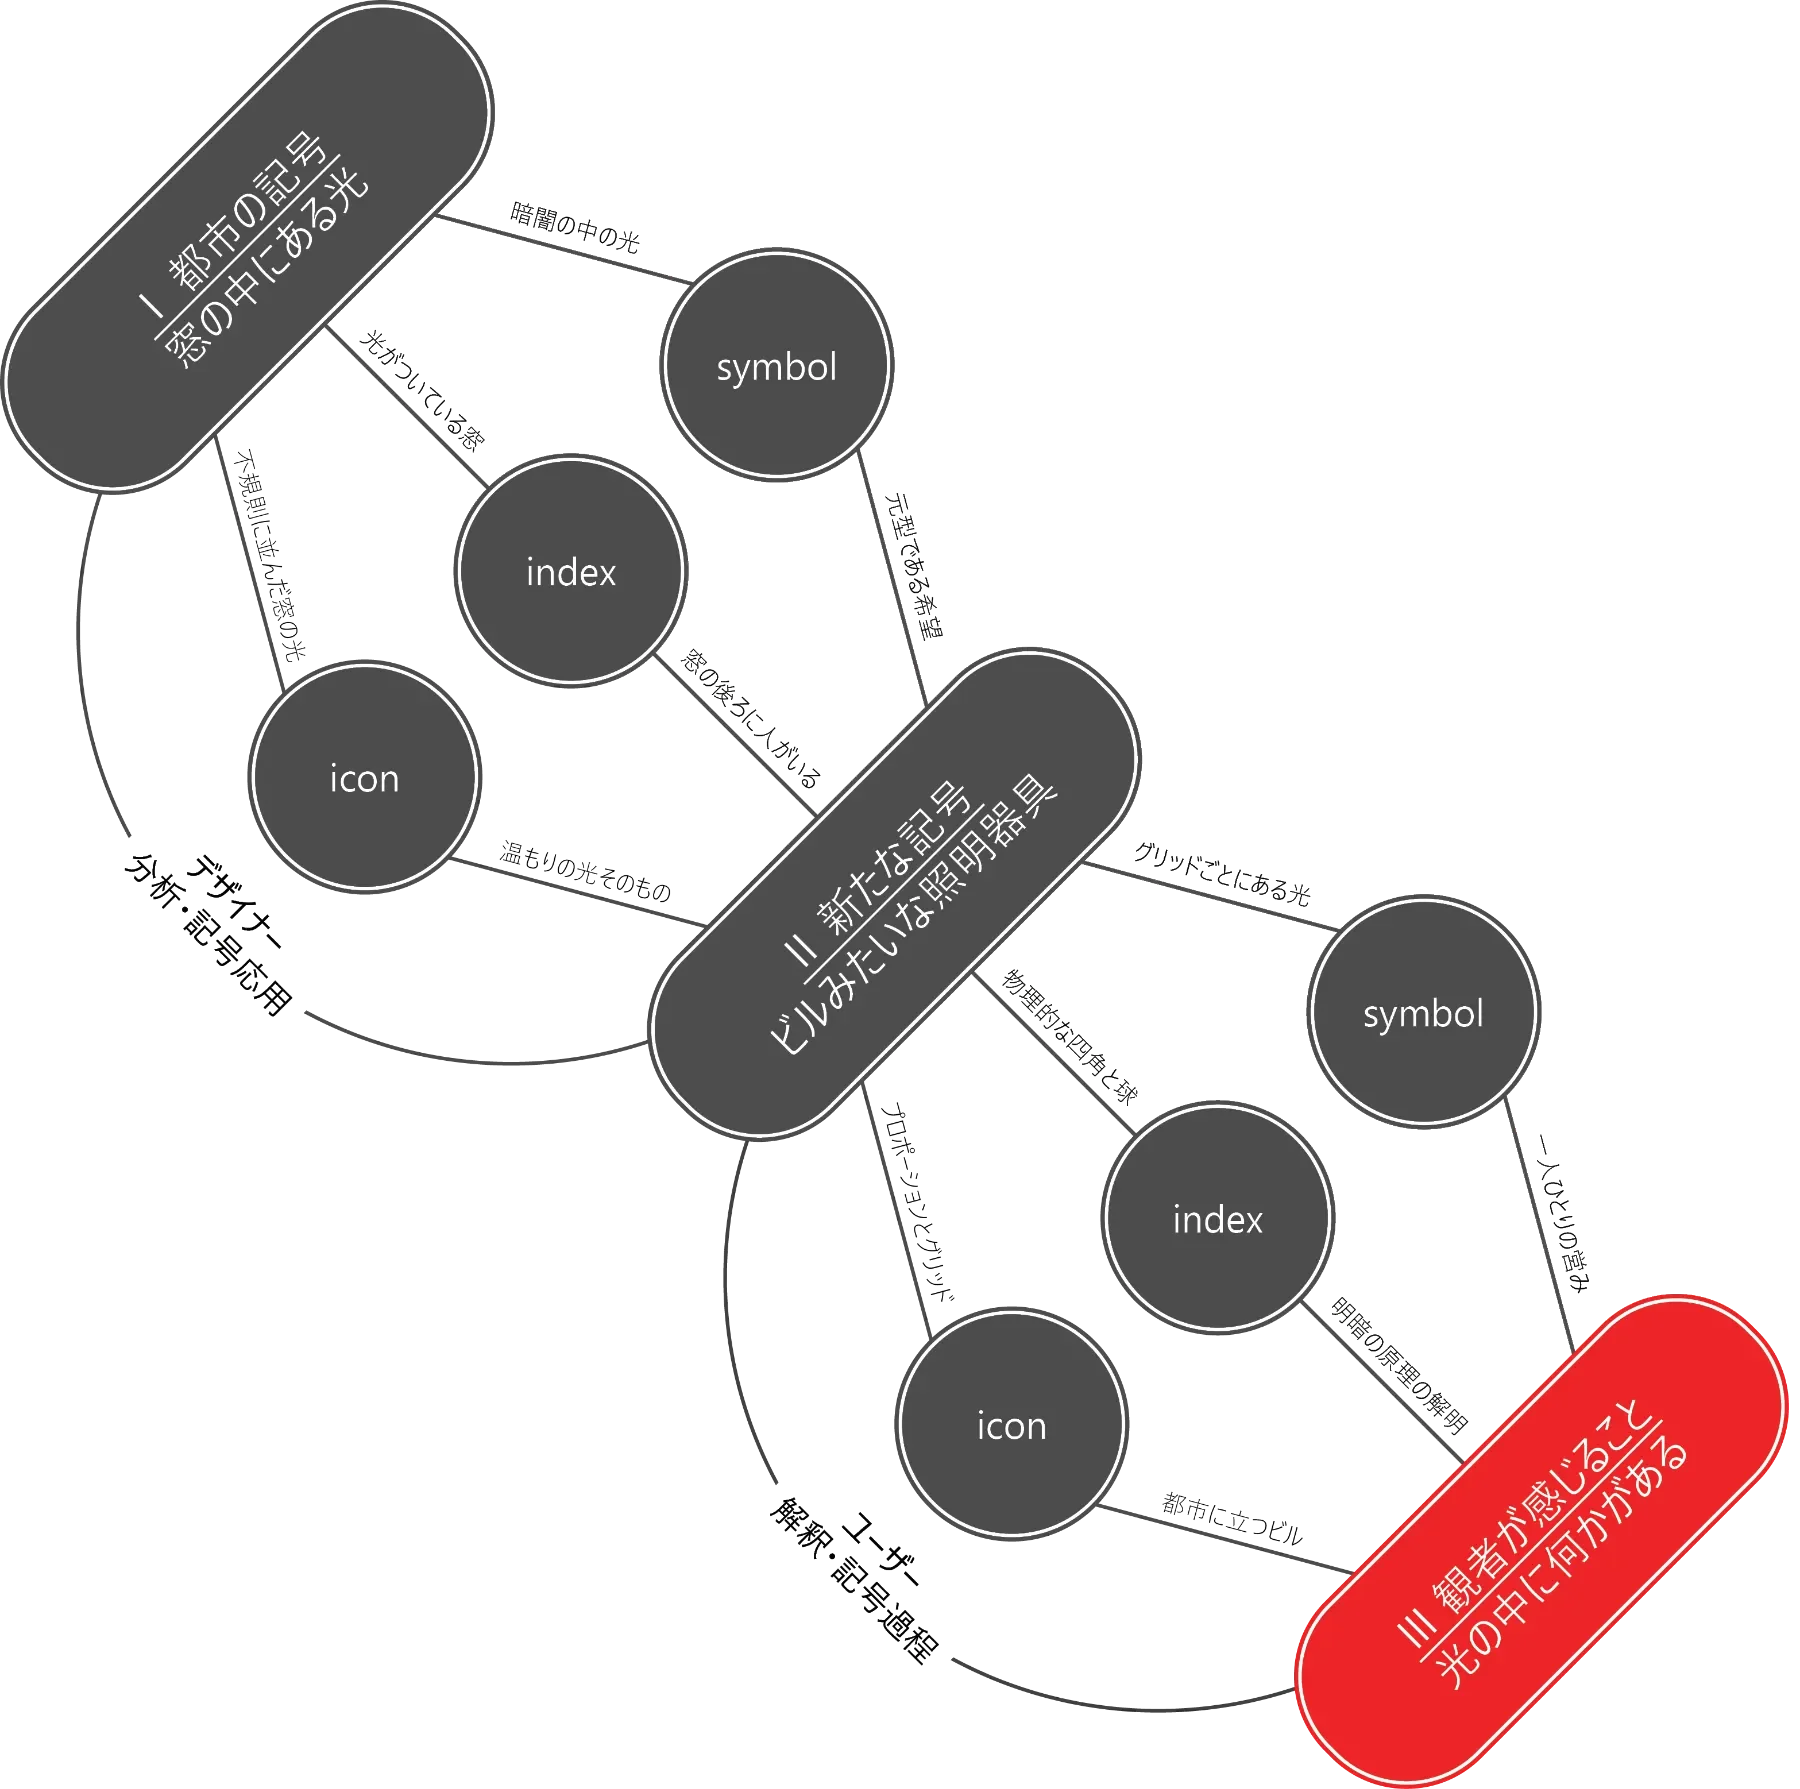 I 都市の記号
窓の中にある光
暗闇の中の光
symbol
光がついている窓
index
不規則に並んだ窓の光
icon
元型である希望
窓の後ろに人がいる
温もりの光そのもの
デザイナー
分析・記号応用
II 新たな記号
ビルみたいな照明器具
グリッドごとにある光
symbol
物理的な四角と球
index
プロポーションとグリッド
icon
一人ひとりの営み
明暗の原理の解明
都市に立つビル
ユーザー
解釈・記号過程
III 観者が感じること
光の中に何かがある